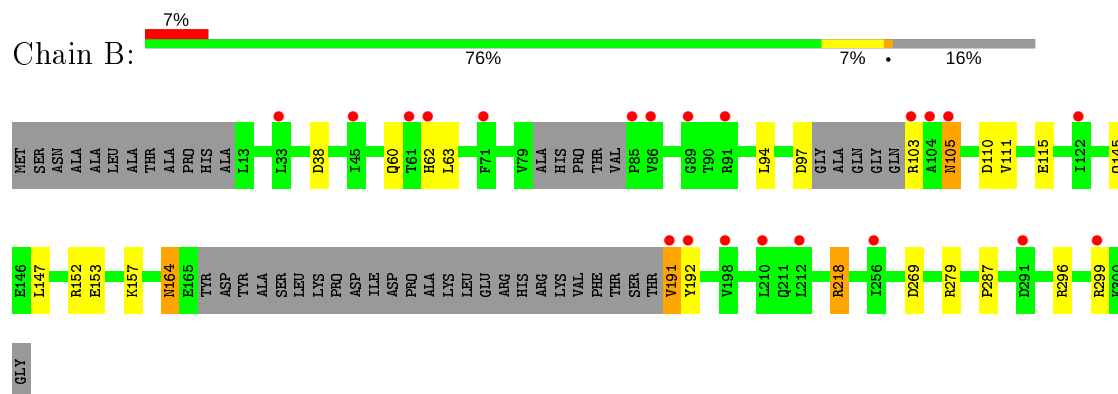 7%
Chain B:
76% 7% • 16%
MET SER ASN ALA ALA LEU ALA THR ALA PRO HIS ALA L13 L33 D38 I45 Q60 T61 H62 L63 F71 V79 ALA HIS PRO THR VAL P85 V86 G89 T90 R91 L94 D97 GLY ALA GLN GLY GLN R103 A104 N105 D110 V111 E115 I122
E146 L147 R152 E153 K157 N164 E165 TYR ASP TYR ALA SER LEU LYS PRO ASP ILE ASP PRO ALA LYS LEU GLU ARG HIS ARG LYS VAL PHE THR SER THR V191 Y192 V198 L210 Q211 L212 R218 I256 D269 R279 P287 D291 R296 R299
GLY